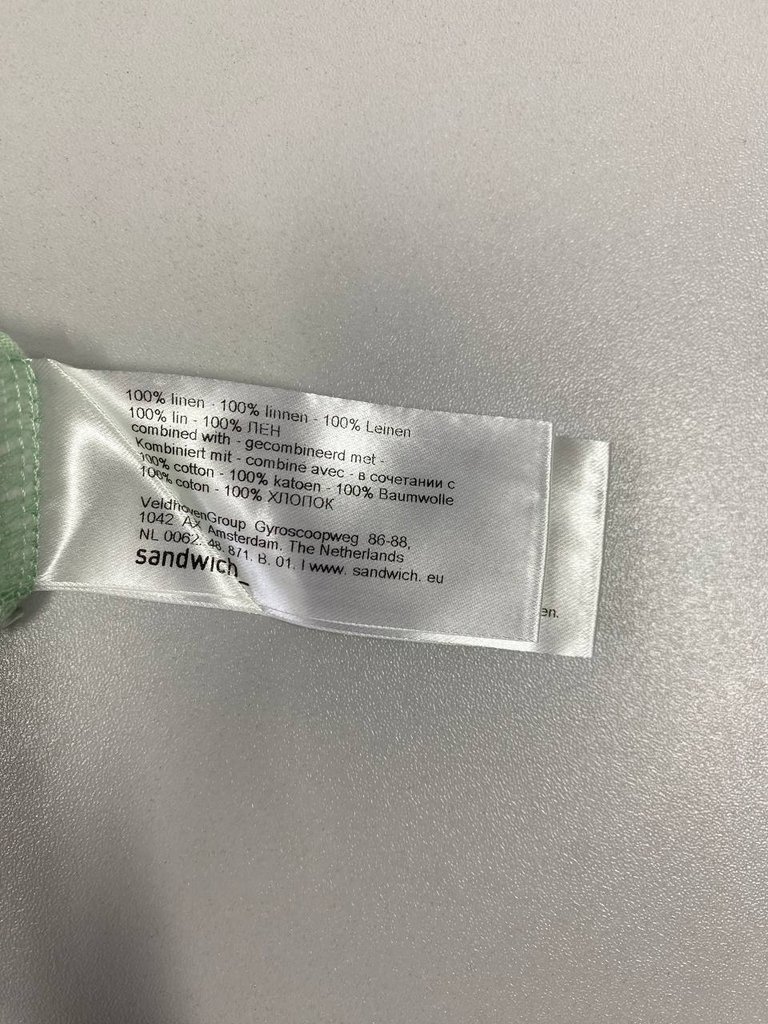 100% linen - 100% linnen - 100% Leinen
100% lin - 100% ЛЕН
combined with - gecombineerd met -
Kombiniert mit - combiné avec - в сочетании с
100% cotton - 100% katoen - 100% Baumwolle
100% coton - 100% ХЛОПОК
VeldhovenGroup Gyroscoopweg 86-88,
1042 AX Amsterdam, The Netherlands
NL 0062. 48. 871. B. 01. | www. sandwich. eu
sandwich_
en.